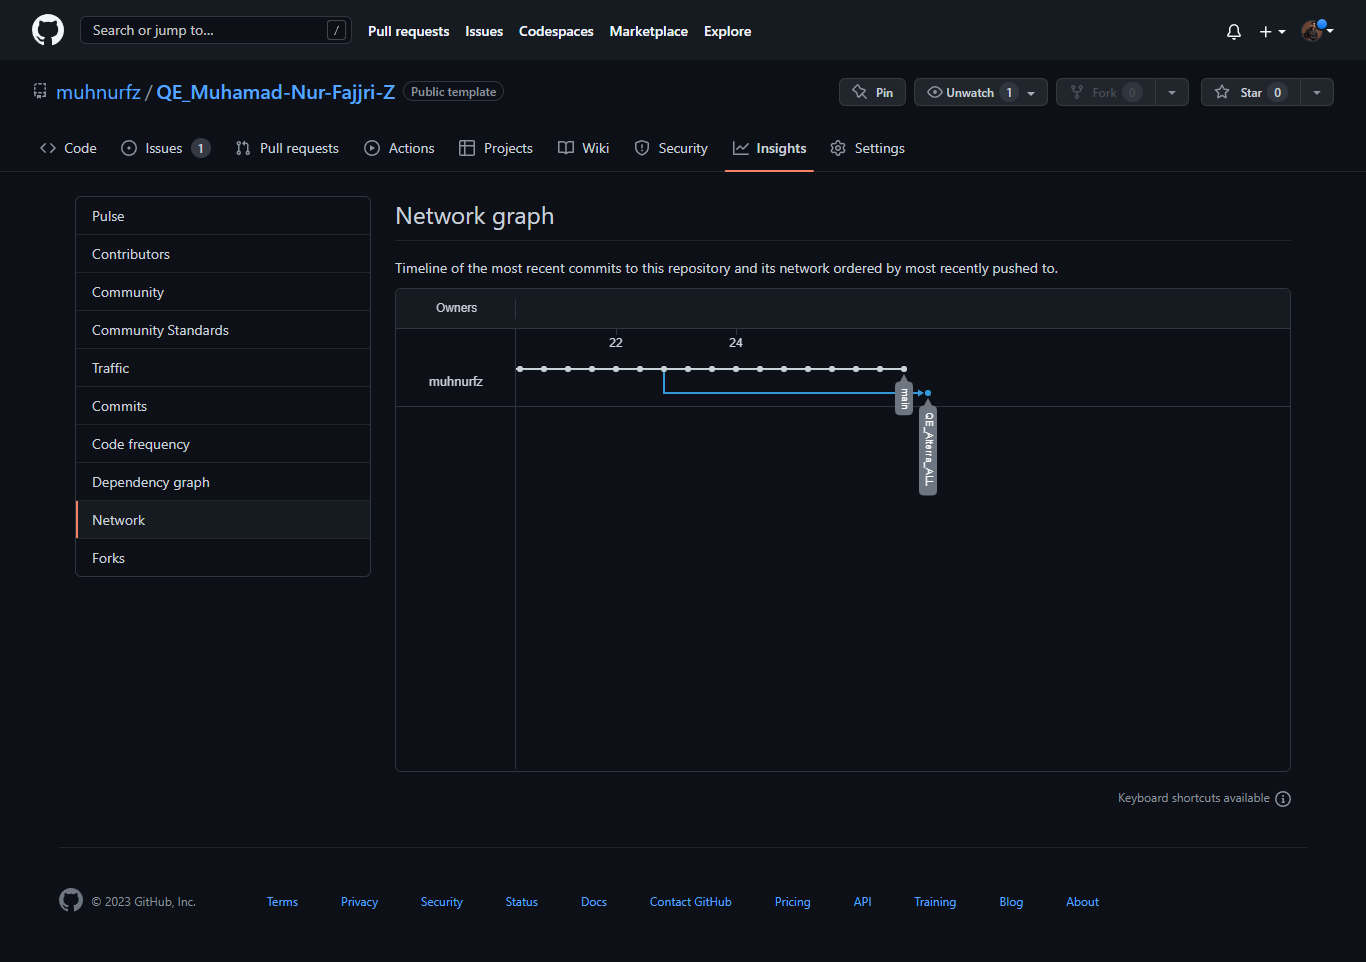 Search or jump to... /
Pull requests Issues Codespaces Marketplace Explore
muhnurfz / QE_Muhamad-Nur-Fajjri-Z Public template
Pin Unwatch 1 Fork 0 Star 0
Code Issues 1 Pull requests Actions Projects Wiki Security Insights Settings
Pulse
Contributors
Community
Community Standards
Traffic
Commits
Code frequency
Dependency graph
Network
Forks
Network graph
Timeline of the most recent commits to this repository and its network ordered by most recently pushed to.
Owners
22 24
muhnurfz
main
QE_Alterra_ALL
Keyboard shortcuts available
© 2023 GitHub, Inc. Terms Privacy Security Status Docs Contact GitHub Pricing API Training Blog About